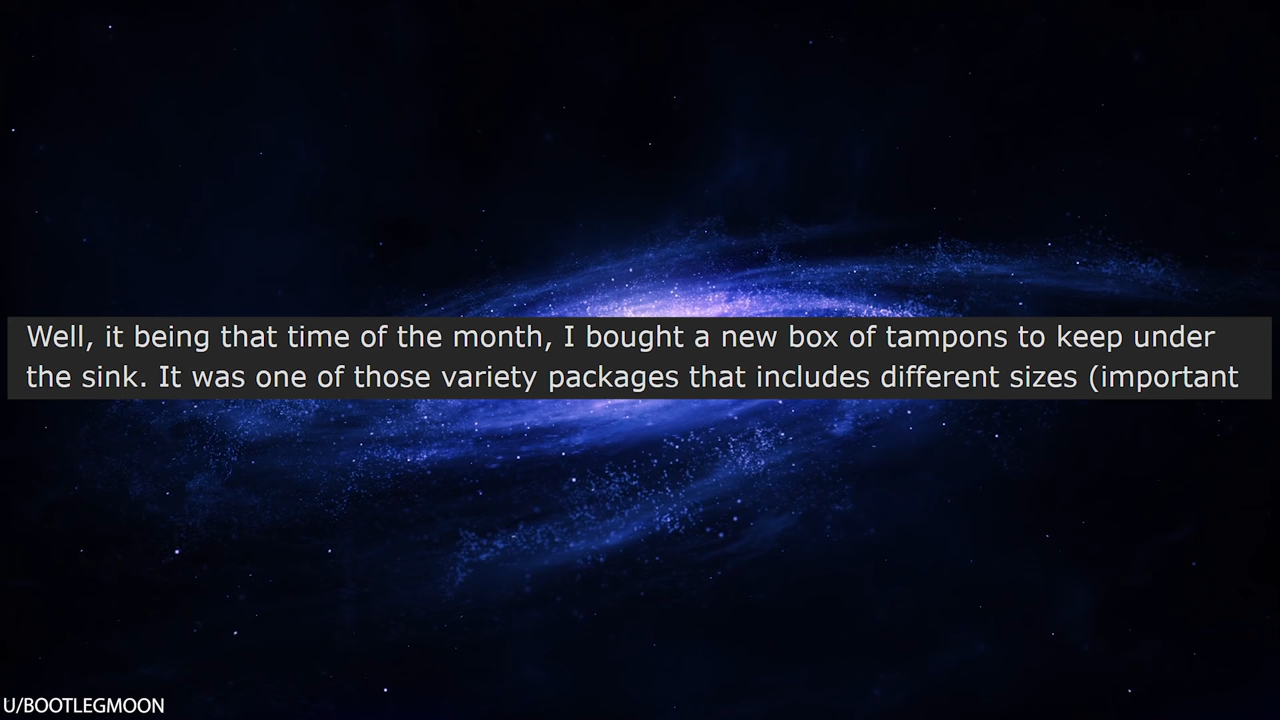 Well, it being that time of the month, I bought a new box of tampons to keep under
the sink. It was one of those variety packages that includes different sizes (important
U/BOOTLEGMOON